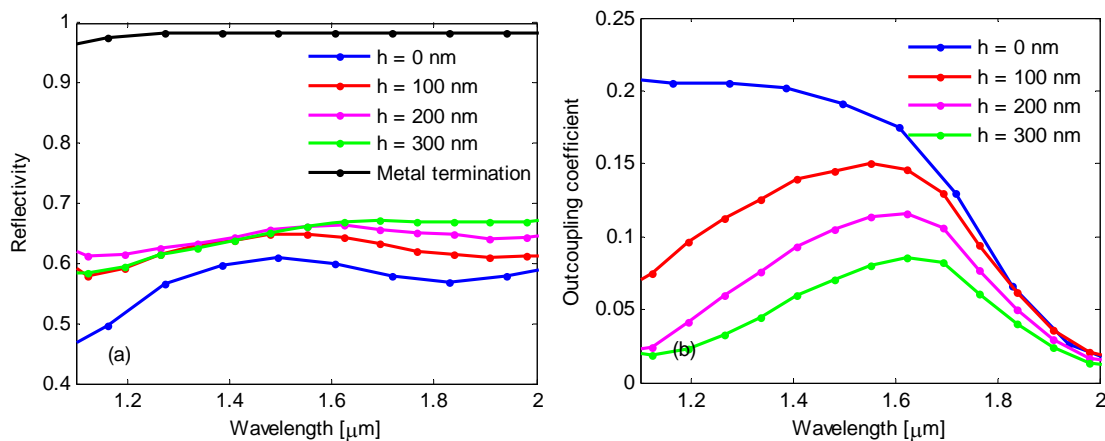 1
0.9
0.8
0.7
0.6
0.5
0.4
Reflectivity
h = 0 nm
h = 100 nm
h = 200 nm
h = 300 nm
Metal termination
(a)
1.2 1.4 1.6 1.8 2
Wavelength [μm]
0.25
0.2
0.15
0.1
0.05
0
Outcoupling coefficient
h = 0 nm
h = 100 nm
h = 200 nm
h = 300 nm
(b)
1.2 1.4 1.6 1.8 2
Wavelength [μm]